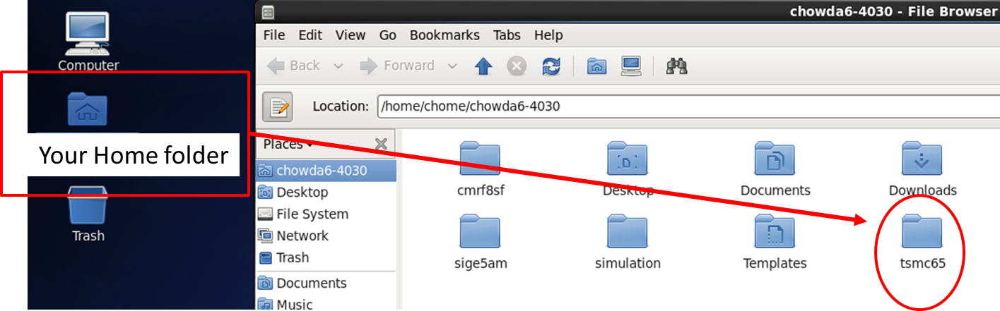 Computer
Your Home folder
Trash
chowda6-4030 - File Browser
File Edit View Go Bookmarks Tabs Help
Back Forward
Location: /home/chome/chowda6-4030
Places
chowda6-4030
Desktop
File System
Network
Trash
Documents
Music
cmrf8sf Desktop Documents Downloads
sige5am simulation Templates tsmc65